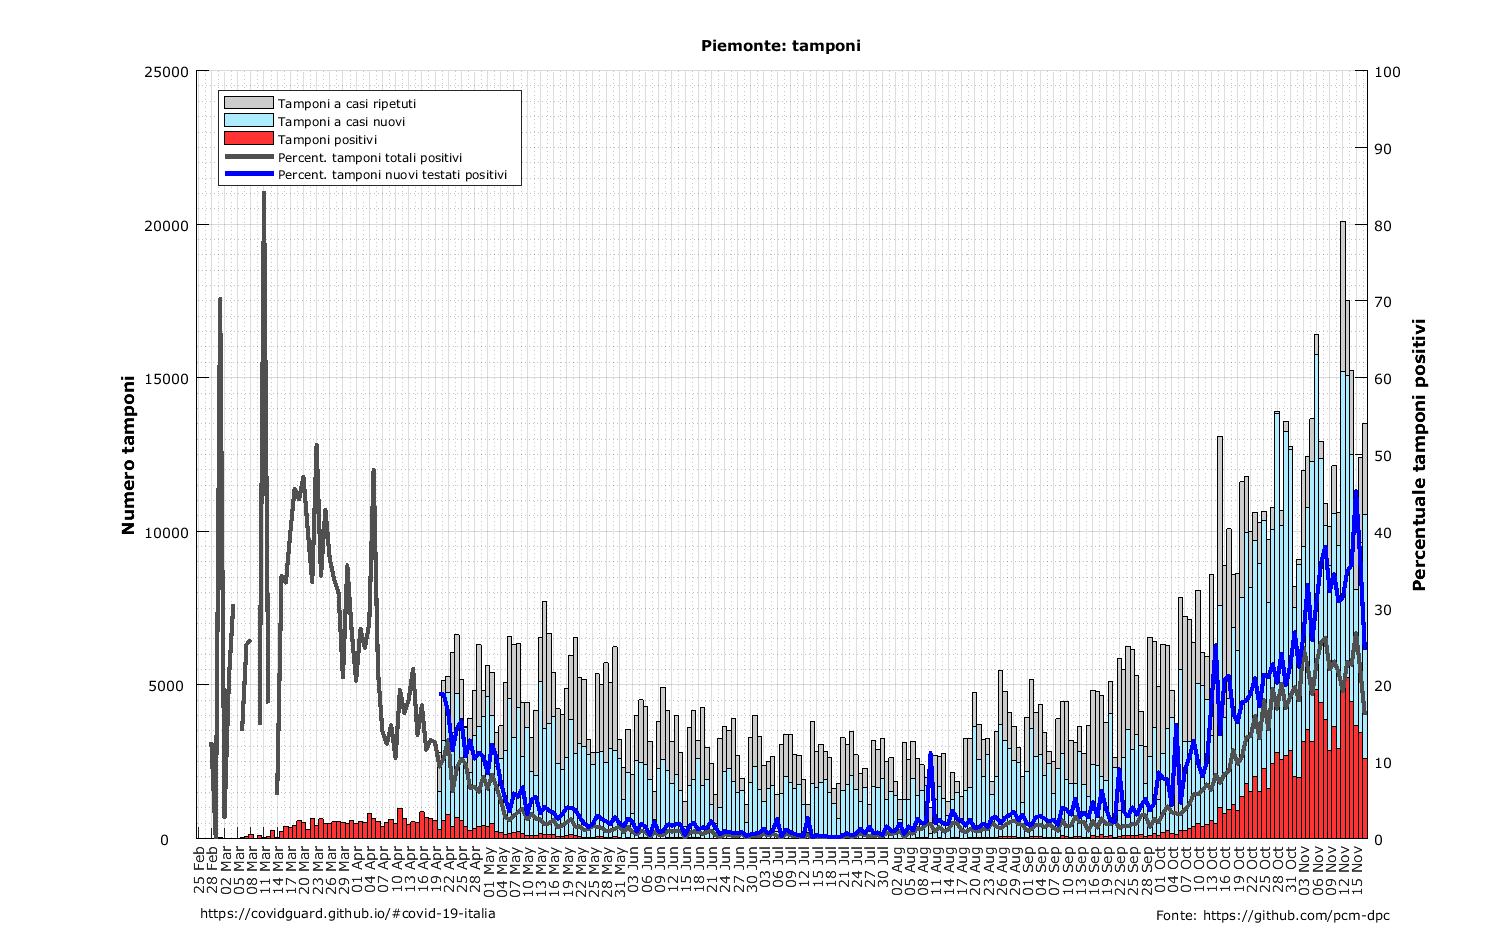 Piemonte: tamponi
25000
20000
15000
10000
5000
0
Numero tamponi
Tamponi a casi ripetuti
Tamponi a casi nuovi
Tamponi positivi
Percent. tamponi totali positivi
Percent. tamponi nuovi testati positivi
100
90
80
70
60
50
40
30
20
10
0
Percentuale tamponi positivi
25 Feb
28 Feb
02 Mar
05 Mar
08 Mar
11 Mar
14 Mar
17 Mar
20 Mar
23 Mar
26 Mar
29 Mar
01 Apr
04 Apr
07 Apr
10 Apr
13 Apr
16 Apr
19 Apr
22 Apr
25 Apr
28 Apr
01 May
04 May
07 May
10 May
13 May
16 May
19 May
22 May
25 May
28 May
31 May
03 Jun
06 Jun
09 Jun
12 Jun
15 Jun
18 Jun
21 Jun
24 Jun
27 Jun
30 Jun
03 Jul
06 Jul
09 Jul
12 Jul
15 Jul
18 Jul
21 Jul
24 Jul
27 Jul
30 Jul
02 Aug
05 Aug
08 Aug
11 Aug
14 Aug
17 Aug
20 Aug
23 Aug
26 Aug
29 Aug
01 Sep
04 Sep
07 Sep
10 Sep
13 Sep
16 Sep
19 Sep
22 Sep
25 Sep
28 Sep
01 Oct
04 Oct
07 Oct
10 Oct
13 Oct
16 Oct
19 Oct
22 Oct
25 Oct
28 Oct
31 Oct
03 Nov
06 Nov
09 Nov
12 Nov
15 Nov
https://covidguard.github.io/#covid-19-italia
Fonte: https://github.com/pcm-dpc